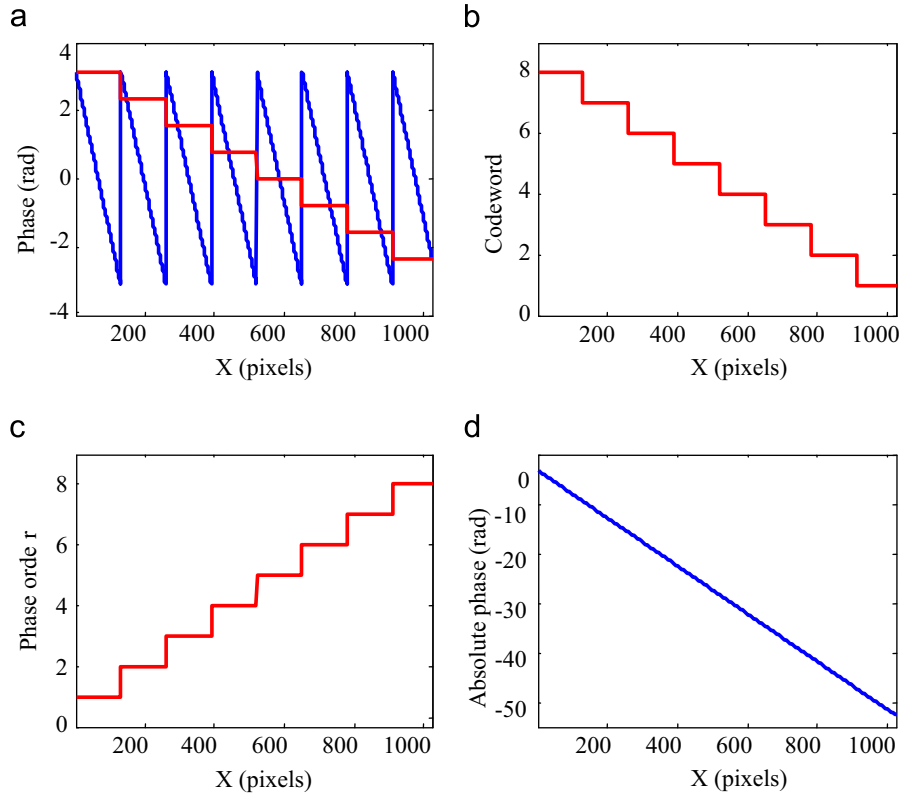 a
4
2
0
-2
-4
Phase (rad)
200 400 600 800 1000
X (pixels)
b
8
6
4
2
0
Codeword
200 400 600 800 1000
X (pixels)
c
8
6
4
2
0
Phase orde r
200 400 600 800 1000
X (pixels)
d
0
-10
-20
-30
-40
-50
Absolute phase (rad)
200 400 600 800 1000
X (pixels)